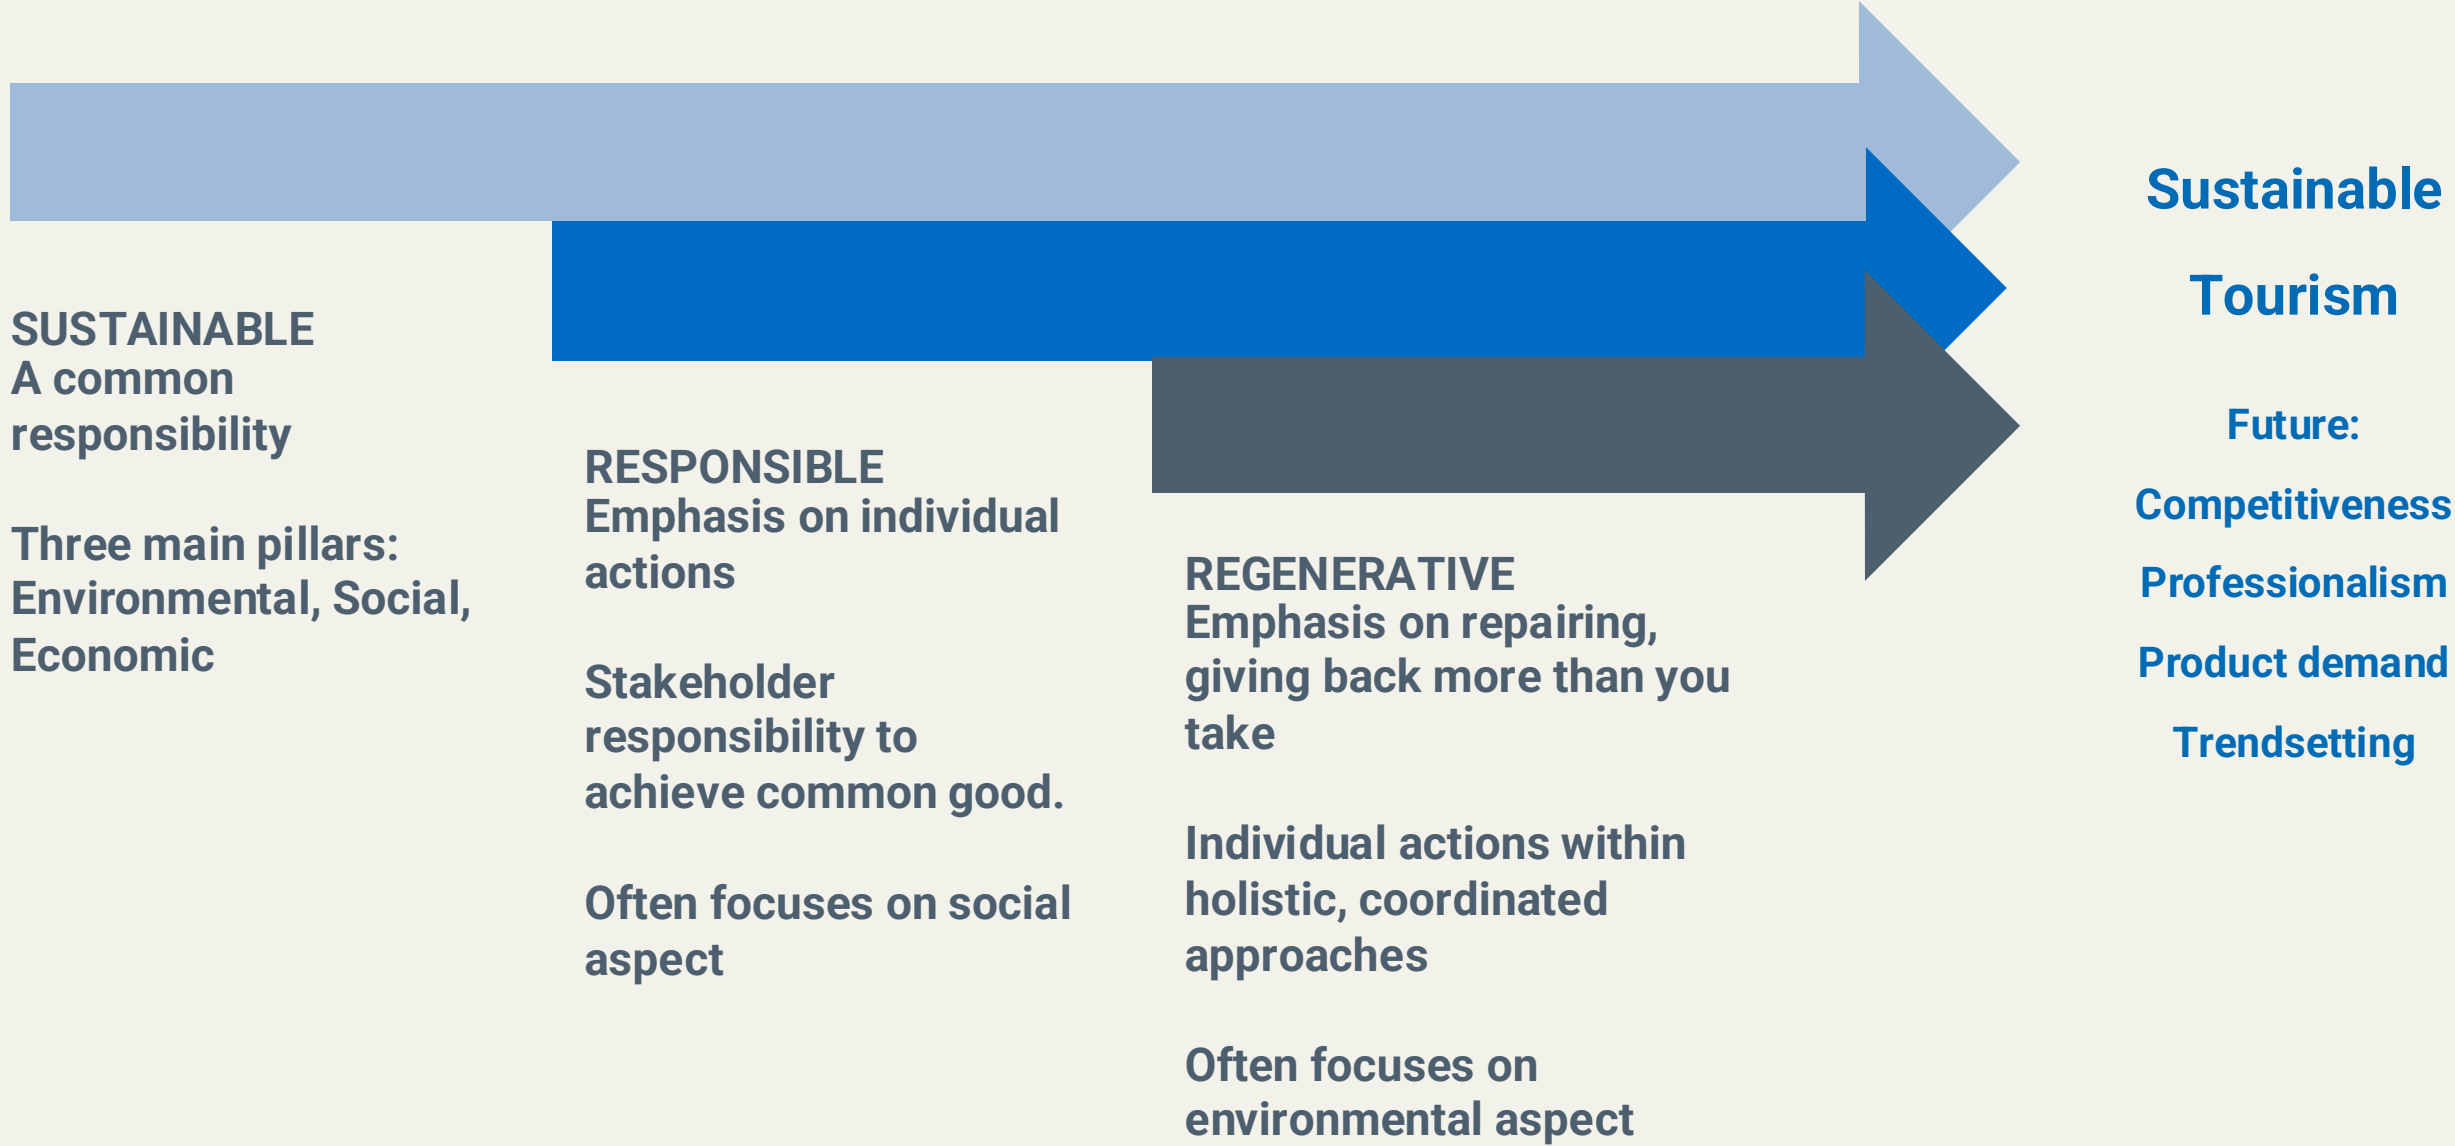 SUSTAINABLE
A common
responsibility
Three main pillars:
Environmental, Social,
Economic
RESPONSIBLE
Emphasis on individual
actions
Stakeholder
responsibility to
achieve common good.
Often focuses on social
aspect
REGENERATIVE
Emphasis on repairing,
giving back more than you
take
Individual actions within
holistic, coordinated
approaches
Often focuses on
environmental aspect
Sustainable
Tourism
Future:
Competitiveness
Professionalism
Product demand
Trendsetting